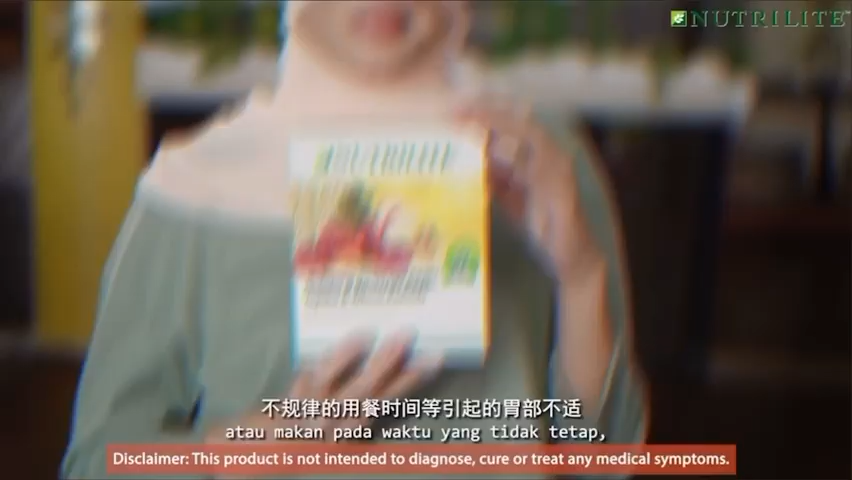 NUTRILITE™
NUTRILITE
不规律的用餐时间等引起的胃部不适
atau makan pada waktu yang tidak tetap,
Disclaimer: This product is not intended to diagnose, cure or treat any medical symptoms.